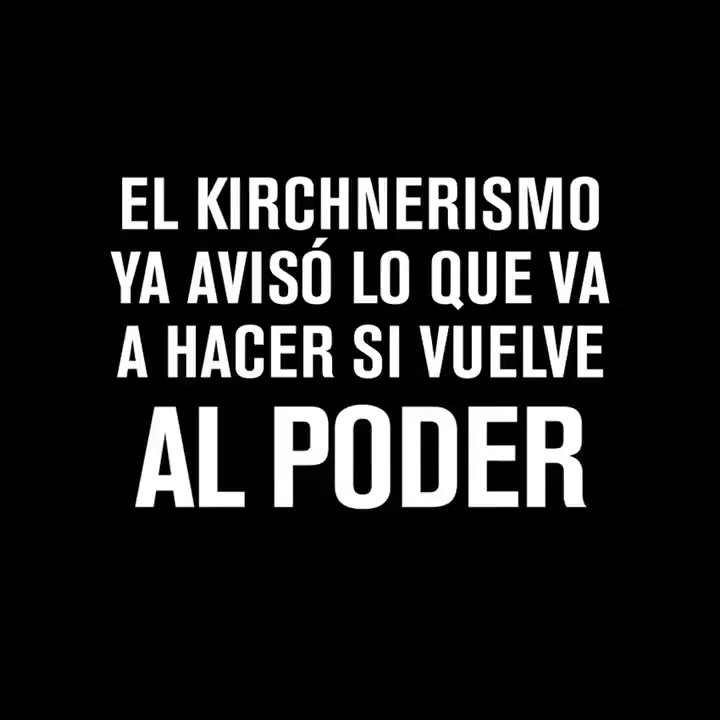 EL KIRCHNERISMO
YA AVISÓ LO QUE VA
A HACER SI VUELVE
AL PODER